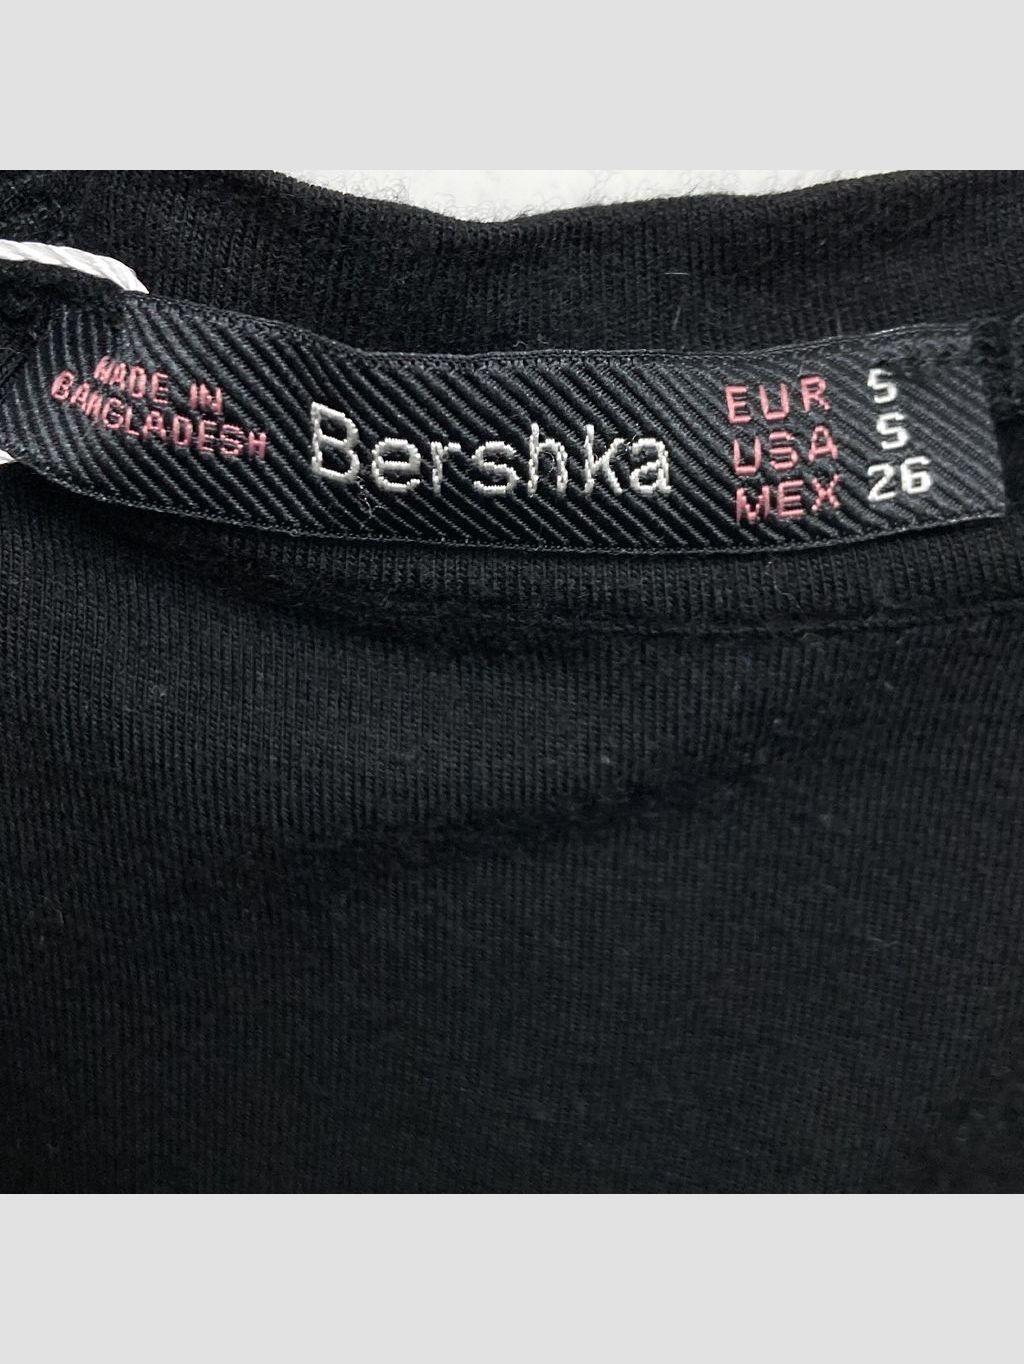 MADE IN
BANGLADESH
Bershka
EUR S
USA S
MEX 26